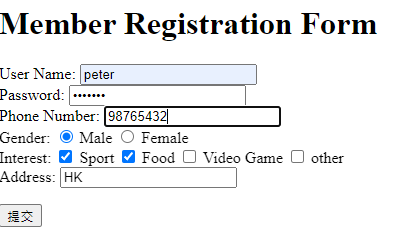 Member Registration Form
User Name: peter
Password: •••••••
Phone Number: 98765432
Gender: Male Female
Interest: Sport Food Video Game other
Address: HK
提交